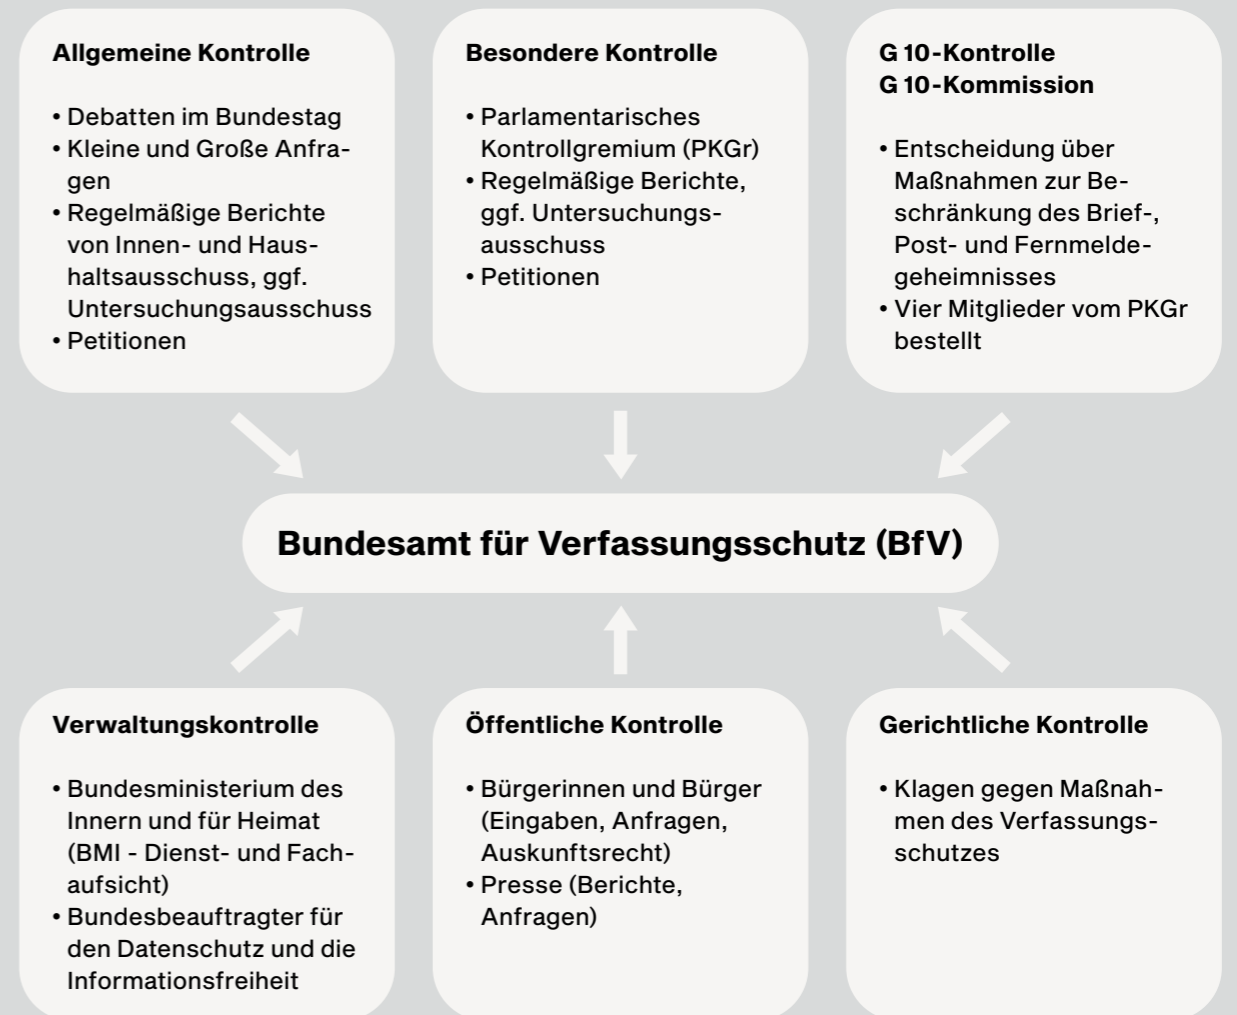 Allgemeine Kontrolle
• Debatten im Bundestag
• Kleine und Große Anfra-
gen
• Regelmäßige Berichte
von Innen- und Haus-
haltsausschuss, ggf.
Untersuchungsausschuss
• Petitionen
Besondere Kontrolle
• Parlamentarisches
Kontrollgremium (PKGr)
• Regelmäßige Berichte,
ggf. Untersuchungs-
ausschuss
• Petitionen
G 10-Kontrolle
G 10-Kommission
• Entscheidung über
Maßnahmen zur Be-
schränkung des Brief-,
Post- und Fernmelde-
geheimnisses
• Vier Mitglieder vom PKGr
bestellt
Bundesamt für Verfassungsschutz (BfV)
Verwaltungskontrolle
• Bundesministerium des
Innern und für Heimat
(BMI - Dienst- und Fach-
aufsicht)
• Bundesbeauftragter für
den Datenschutz und die
Informationsfreiheit
Öffentliche Kontrolle
• Bürgerinnen und Bürger
(Eingaben, Anfragen,
Auskunftsrecht)
• Presse (Berichte,
Anfragen)
Gerichtliche Kontrolle
• Klagen gegen Maßnah-
men des Verfassungs-
schutzes